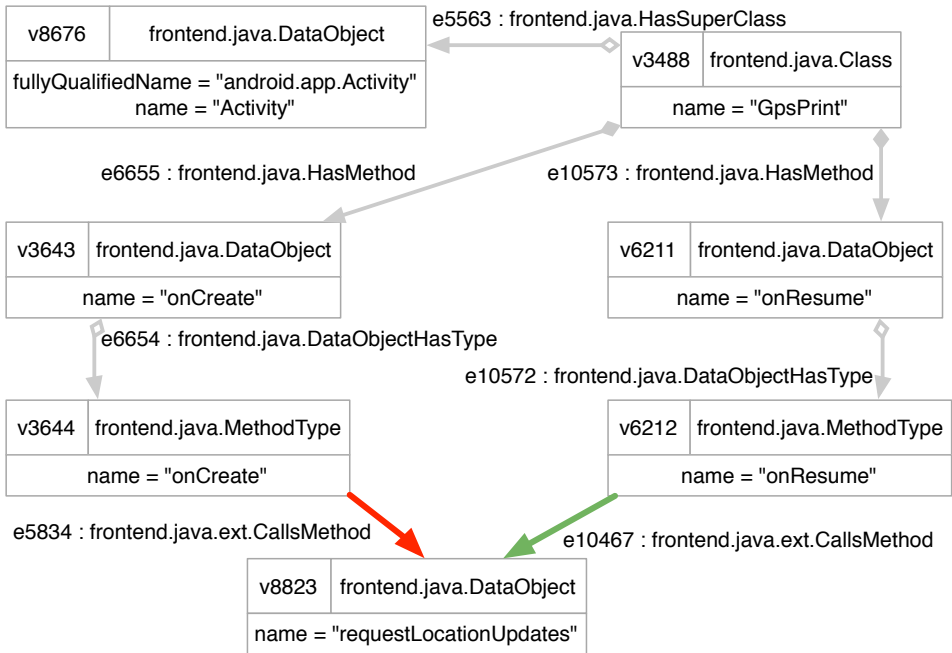 e5563 : frontend.java.HasSuperClass
v8676 frontend.java.DataObject
fullyQualifiedName = "android.app.Activity"
name = "Activity"
v3488 frontend.java.Class
name = "GpsPrint"
e6655 : frontend.java.HasMethod
e10573 : frontend.java.HasMethod
v3643 frontend.java.DataObject
name = "onCreate"
v6211 frontend.java.DataObject
name = "onResume"
e6654 : frontend.java.DataObjectHasType
e10572 : frontend.java.DataObjectHasType
v3644 frontend.java.MethodType
name = "onCreate"
v6212 frontend.java.MethodType
name = "onResume"
e5834 : frontend.java.ext.CallsMethod
e10467 : frontend.java.ext.CallsMethod
v8823 frontend.java.DataObject
name = "requestLocationUpdates"